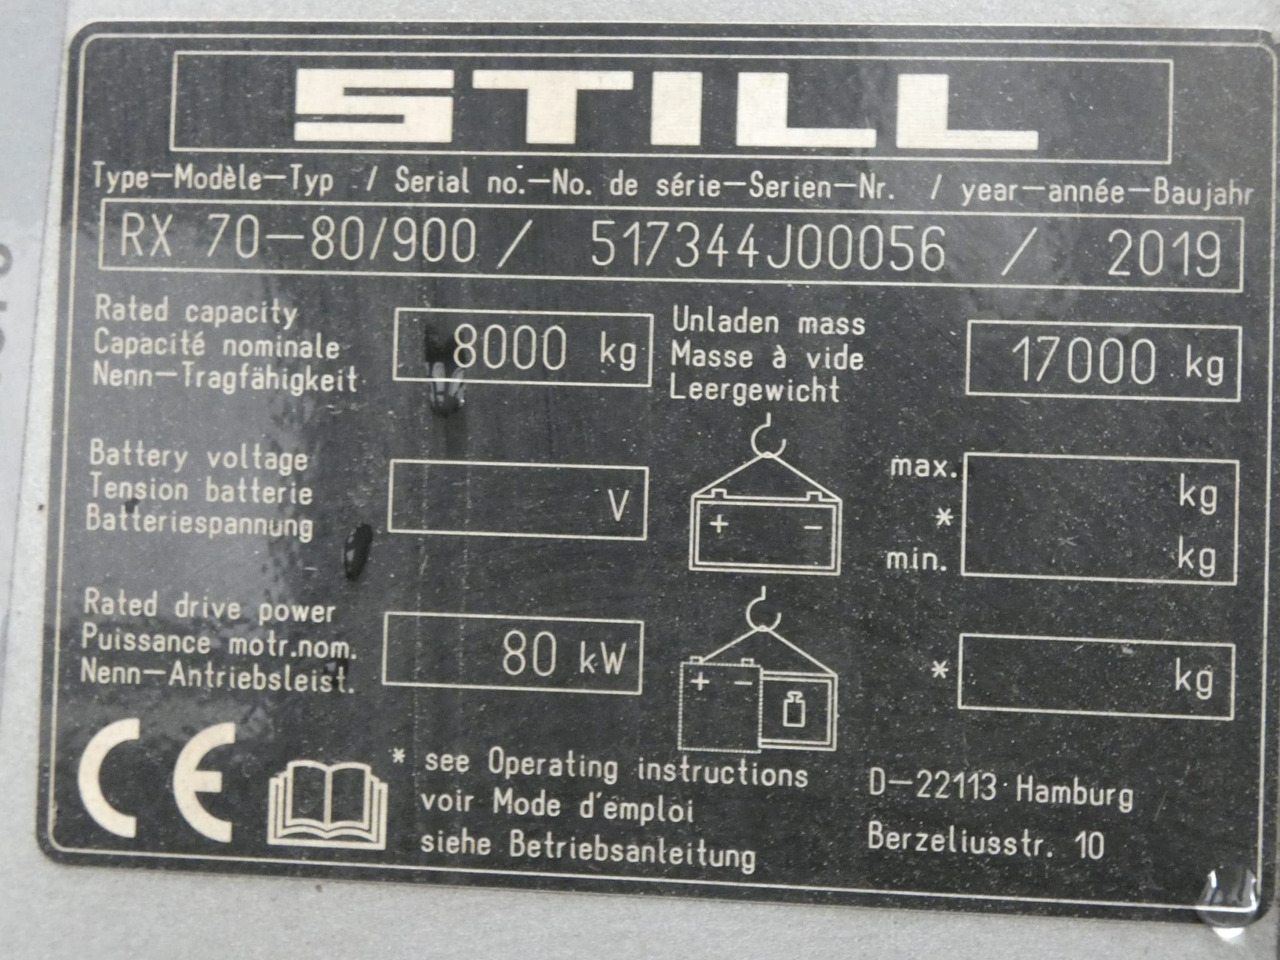 STILL
Type-Modèle-Typ / Serial no.-No. de série-Serien-Nr. / year-année-Baujahr
RX 70-80/900 / 517344J00056 / 2019
Rated capacity
Capacité nominale
Nenn-Tragfähigkeit
8000 kg
Unladen mass
Masse à vide
Leergewicht
17000 kg
Battery voltage
Tension batterie
Batteriespannung
V
+ -
max.
*
min.
kg
kg
Rated drive power
Puissance motr.nom.
Nenn-Antriebsleist.
80 kW
+ -
* kg
CE
* see Operating instructions
voir Mode d'émploi
siehe Betriebsanleitung
D-22113 Hamburg
Berzeliusstr. 10